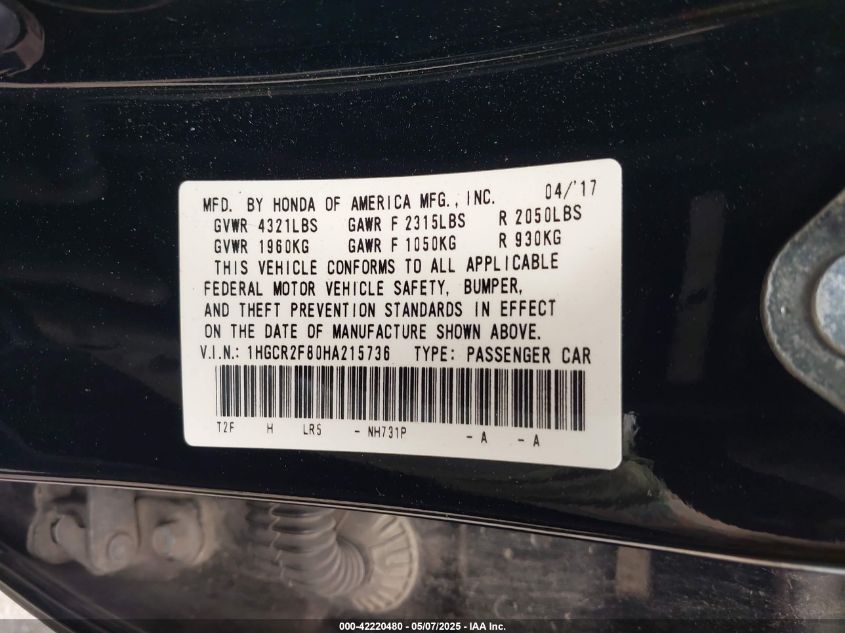 MFD. BY HONDA OF AMERICA MFG., INC. 04/'17
GVWR 4321LBS GAWR F 2315LBS R 2050LBS
GVWR 1960KG GAWR F 1050KG R 930KG
THIS VEHICLE CONFORMS TO ALL APPLICABLE
FEDERAL MOTOR VEHICLE SAFETY, BUMPER,
AND THEFT PREVENTION STANDARDS IN EFFECT
ON THE DATE OF MANUFACTURE SHOWN ABOVE.
V.I.N.: 1HGCR2F80HA215736 TYPE: PASSENGER CAR
T2F H LR5 - NH731P - A - A
000-42220480 - 05/07/2025 - IAA Inc.